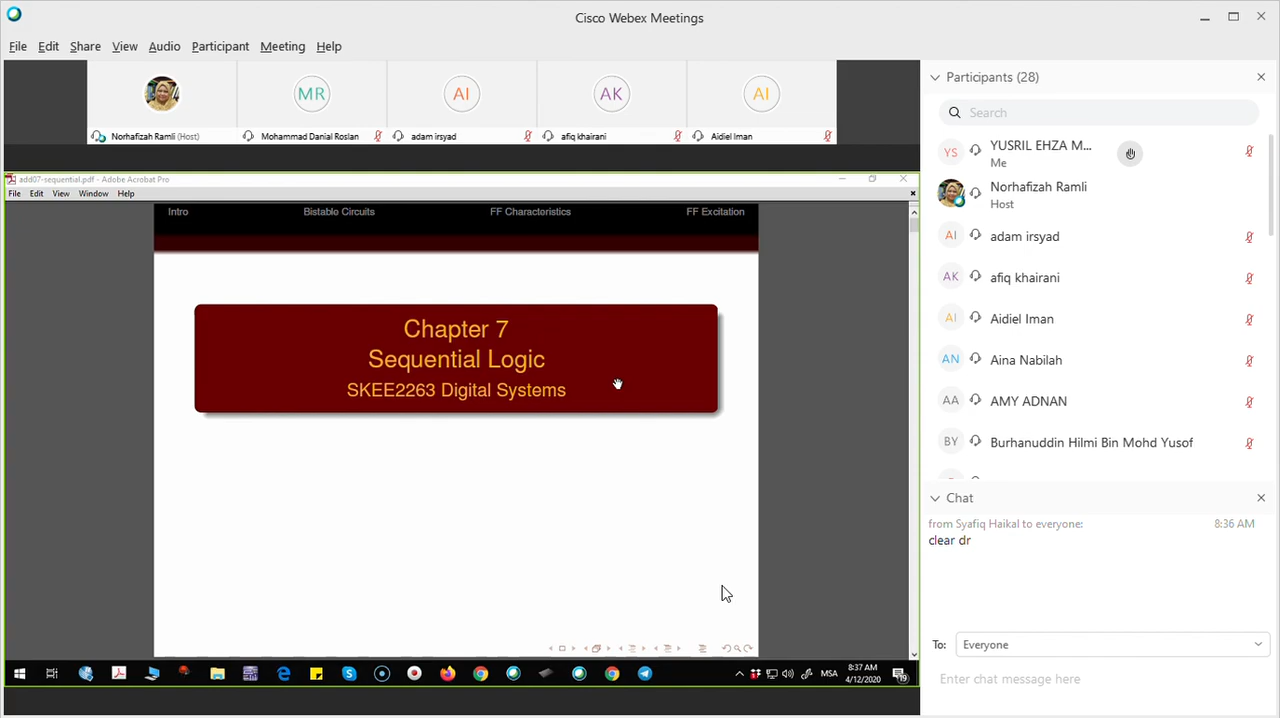 Cisco Webex Meetings
File Edit Share View Audio Participant Meeting Help
MR AI AK AI
Norhafizah Ramli (Host) Mohammad Danial Roslan adam irsyad afiq khairani Aidiel Iman
add07-sequential.pdf - Adobe Acrobat Pro
File Edit View Window Help
Intro Bistable Circuits FF Characteristics FF Excitation
Chapter 7
Sequential Logic
SKEE2263 Digital Systems
MSA
8:37 AM
4/12/2020
19
Participants (28)
Search
YS YUSRIL EHZA M...
Me
Norhafizah Ramli
Host
AI adam irsyad
AK afiq khairani
AI Aidiel Iman
AN Aina Nabilah
AA AMY ADNAN
BY Burhanuddin Hilmi Bin Mohd Yusof
Chat
from Syafiq Haikal to everyone: 8:36 AM
clear dr
To: Everyone
Enter chat message here